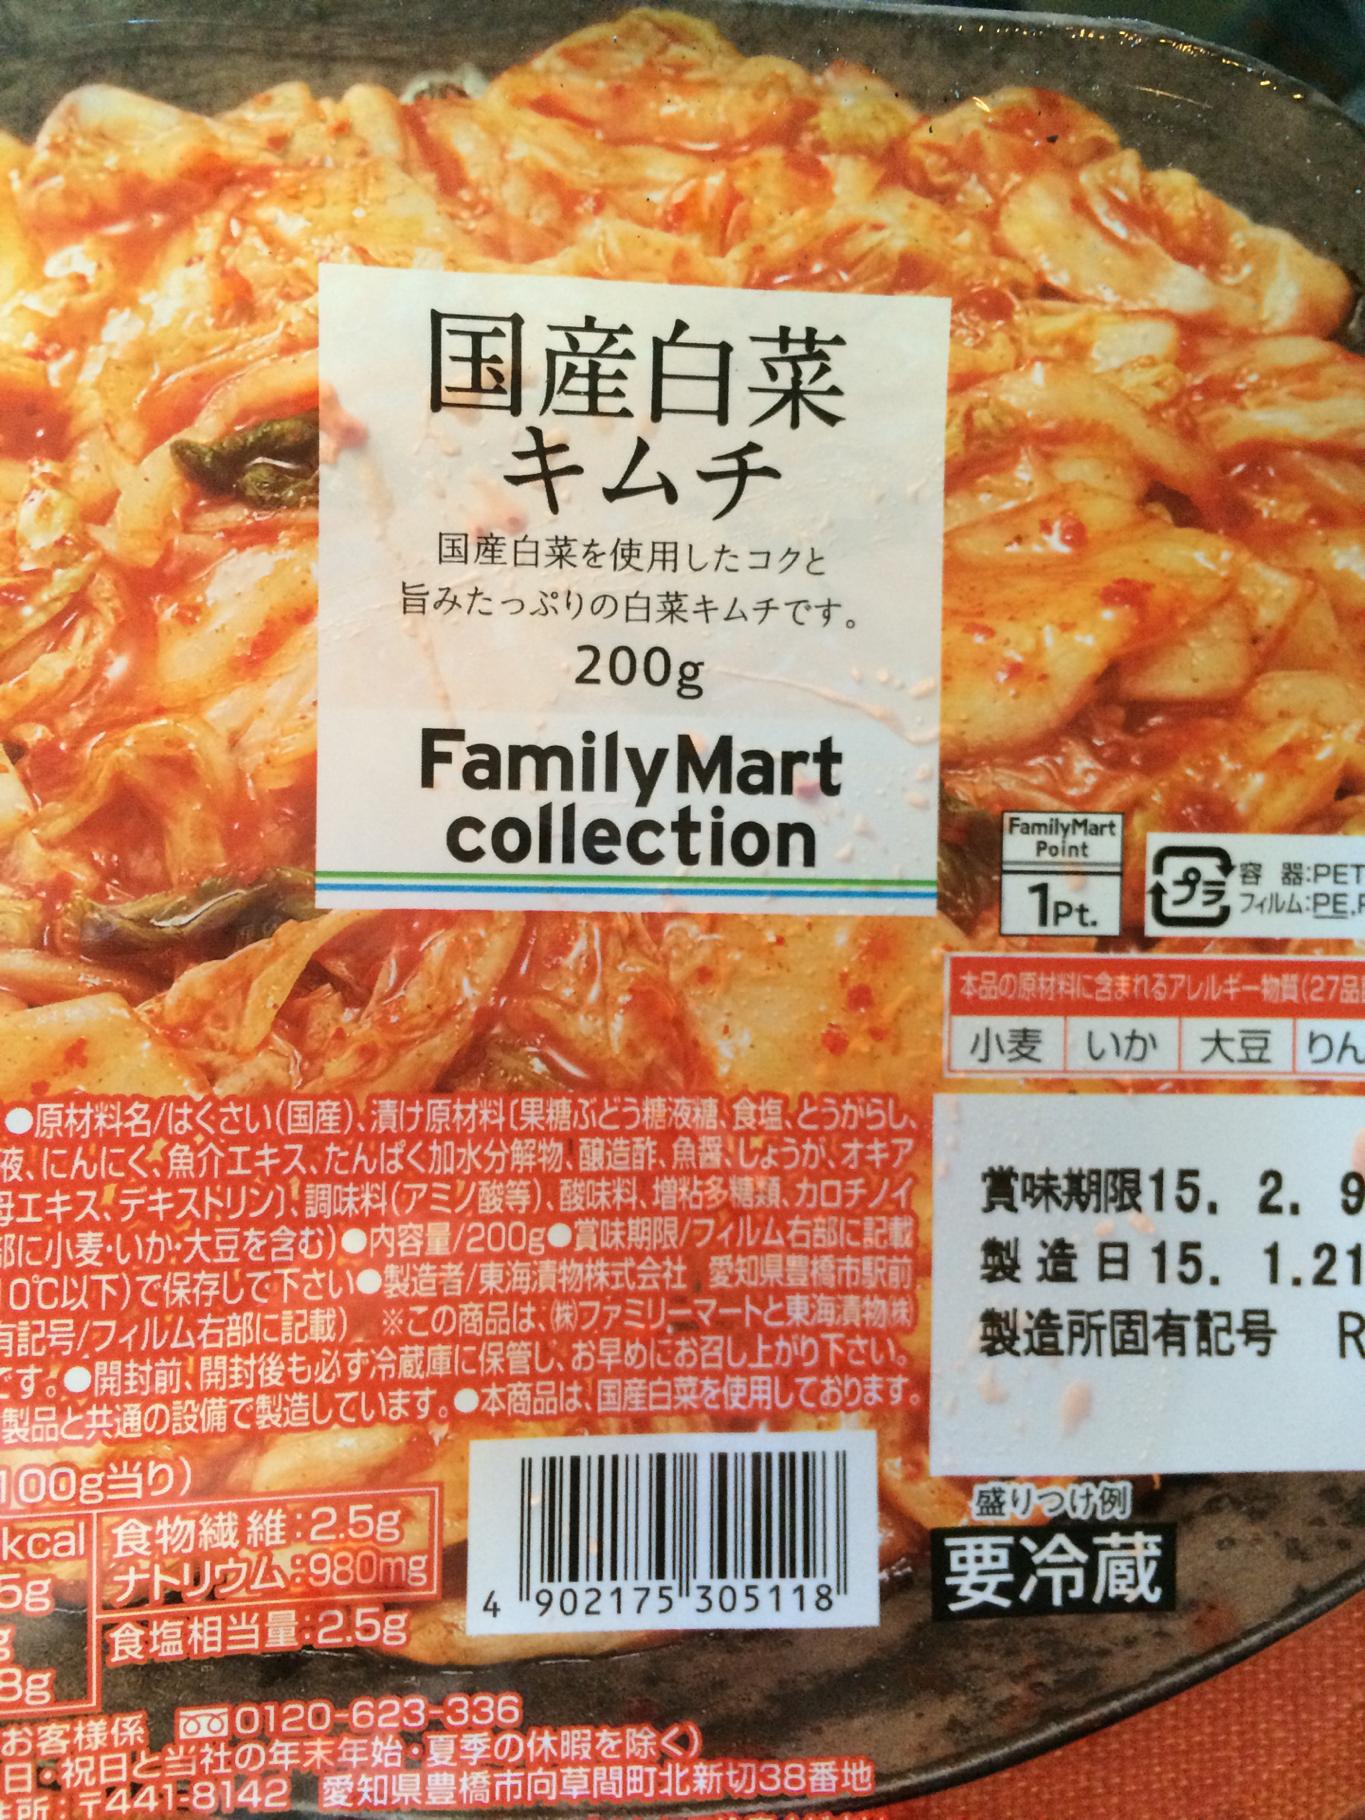 国産白菜
キムチ
国産白菜を使用したコクと
旨みたっぷりの白菜キムチです。
200g
FamilyMart
collection
FamilyMart
Point
1Pt.
プラ
容 器:PET
フィルム:PE,P
本品の原材料に含まれるアレルギー物質(27品
小麦 いか 大豆 りん
●原材料名/はくさい(国産)、漬け原材料〔果糖ぶどう糖液糖、食塩、とうがらし、
液、にんにく、魚介エキス、たんぱく加水分解物、醸造酢、魚醤、しょうが、オキア
母エキス、デキストリン〕、調味料(アミノ酸等)、酸味料、増粘多糖類、カロチノイ
部に小麦・いか・大豆を含む)●内容量/200g●賞味期限/フィルム右部に記載
10℃以下)で保存して下さい●製造者/東海漬物株式会社 愛知県豊橋市駅前
有記号/フィルム右部に記載) ※この商品は、㈱ファミリーマートと東海漬物㈱
です。●開封前、開封後も必ず冷蔵庫に保管し、お早めにお召し上がり下さい。
製品と共通の設備で製造しています。●本商品は、国産白菜を使用しております。
賞味期限15. 2. 9
製造日15. 1.21
製造所固有記号 R
盛りつけ例
要冷蔵
100g当り)
kcal 食物繊維:2.5g
5g ナトリウム:980mg
g 食塩相当量:2.5g
8g
4 902175 305118
お客様係 0120-623-336
日・祝日と当社の年末年始・夏季の休暇を除く)
所:〒441-8142 愛知県豊橋市向草間町北新切38番地